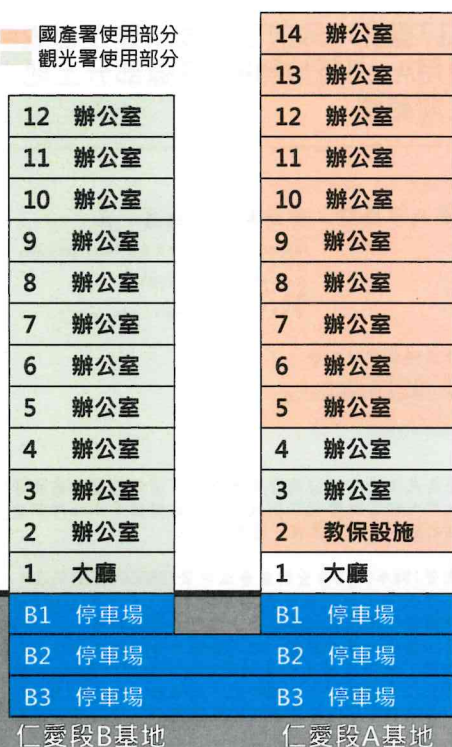 國產署使用部分
觀光署使用部分
12 辦公室
11 辦公室
10 辦公室
9 辦公室
8 辦公室
7 辦公室
6 辦公室
5 辦公室
4 辦公室
3 辦公室
2 辦公室
1 大廳
B1 停車場
B2 停車場
B3 停車場
仁愛段B基地
14 辦公室
13 辦公室
12 辦公室
11 辦公室
10 辦公室
9 辦公室
8 辦公室
7 辦公室
6 辦公室
5 辦公室
4 辦公室
3 辦公室
2 教保設施
1 大廳
B1 停車場
B2 停車場
B3 停車場
仁愛段A基地